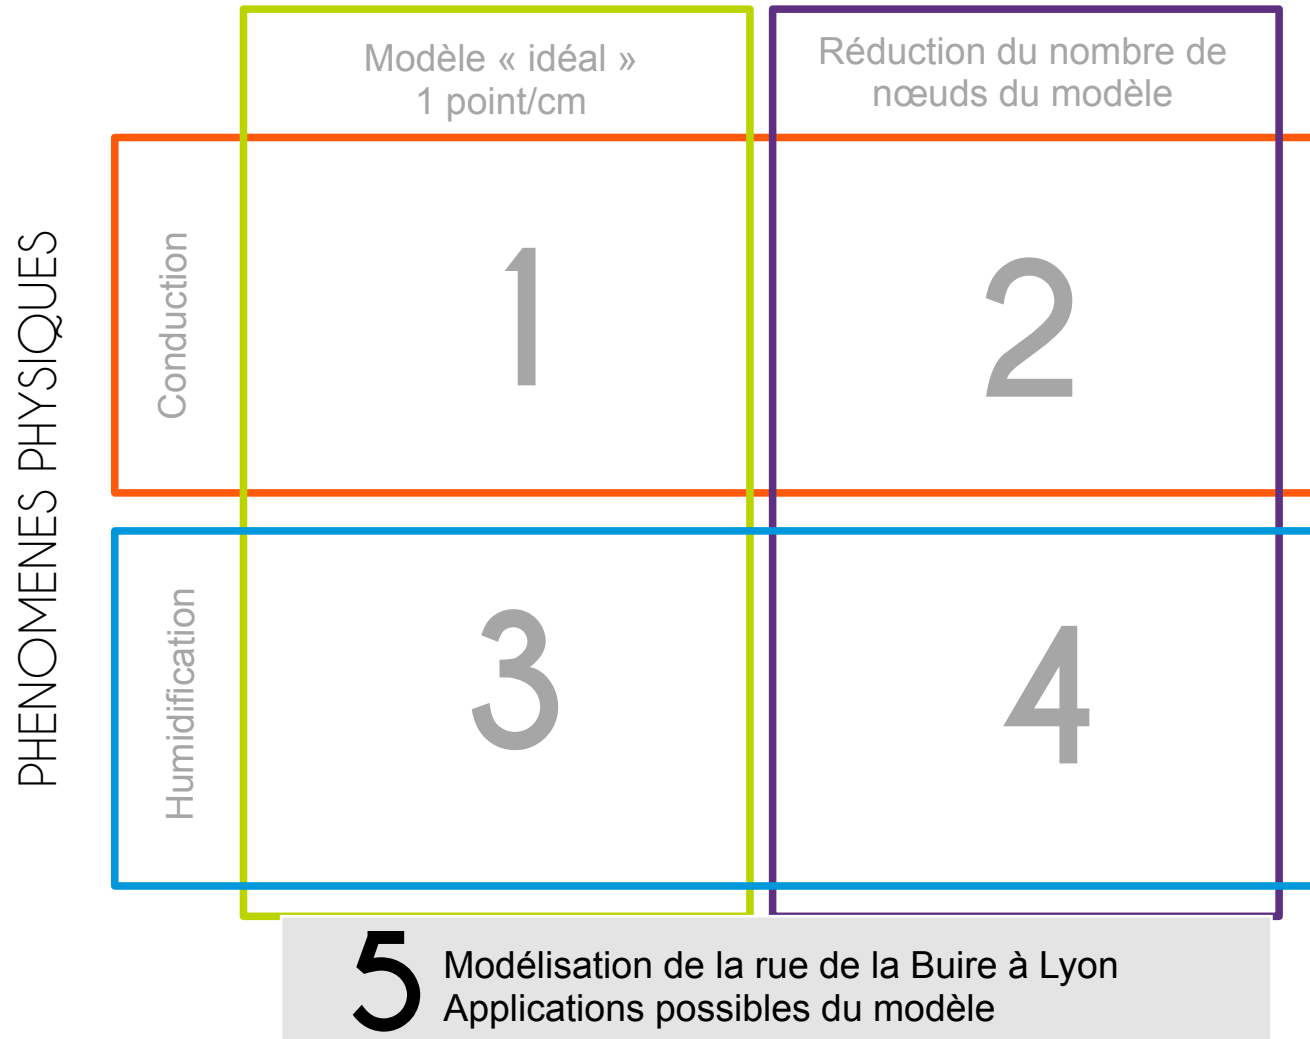 Modèle « idéal »
1 point/cm
Réduction du nombre de
nœuds du modèle
PHENOMENES PHYSIQUES
Conduction
1
2
Humidification
3
4
5
Modélisation de la rue de la Buire à Lyon
Applications possibles du modèle